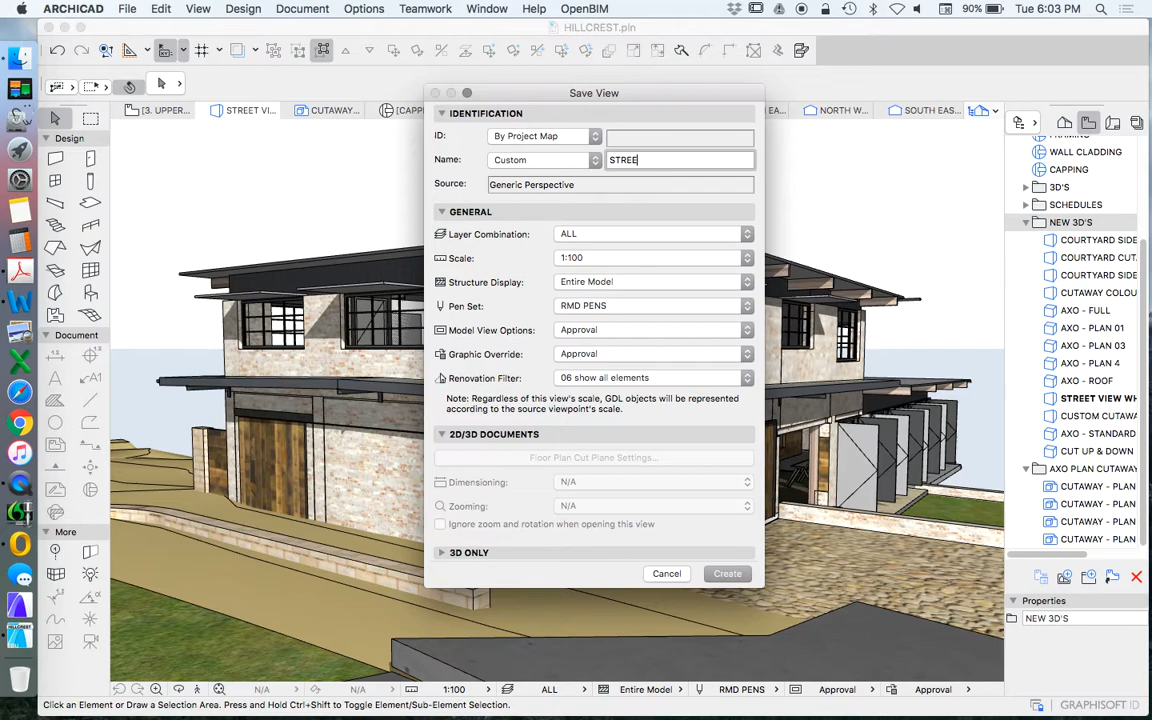 ARCHICAD File Edit View Design Document Options Teamwork Window Help OpenBIM 90% Tue 6:03 PM
HILLCREST.pln
[3. UPPER... STREET VI... CUTAWAY... [CAPP EA... NORTH W... SOUTH EAS...
Save View
IDENTIFICATION
ID: By Project Map
Name: Custom STREE
Source: Generic Perspective
GENERAL
Layer Combination: ALL
Scale: 1:100
Structure Display: Entire Model
Pen Set: RMD PENS
Model View Options: Approval
Graphic Override: Approval
Renovation Filter: 06 show all elements
Note: Regardless of this view's scale, GDL objects will be represented
according to the source viewpoint's scale.
2D/3D DOCUMENTS
Floor Plan Cut Plane Settings...
Dimensioning: N/A
Zooming: N/A
Ignore zoom and rotation when opening this view
3D ONLY
Cancel Create
Design
Document
More
WALL CLADDING
CAPPING
3D'S
SCHEDULES
NEW 3D'S
COURTYARD SIDE
COURTYARD CUT
COURTYARD SIDE
CUTAWAY COLOU
AXO - FULL
AXO - PLAN 01
AXO - PLAN 03
AXO - PLAN 4
AXO - ROOF
STREET VIEW WH
CUSTOM CUTAWA
AXO - STANDARD
CUT UP & DOWN
AXO PLAN CUTAWAY
CUTAWAY - PLAN
CUTAWAY - PLAN
CUTAWAY - PLAN
CUTAWAY - PLAN
Properties
NEW 3D'S
N/A N/A 1:100 ALL Entire Model RMD PENS Approval Approval
Click an Element or Draw a Selection Area. Press and Hold Ctrl+Shift to Toggle Element/Sub-Element Selection.
GRAPHISOFT ID